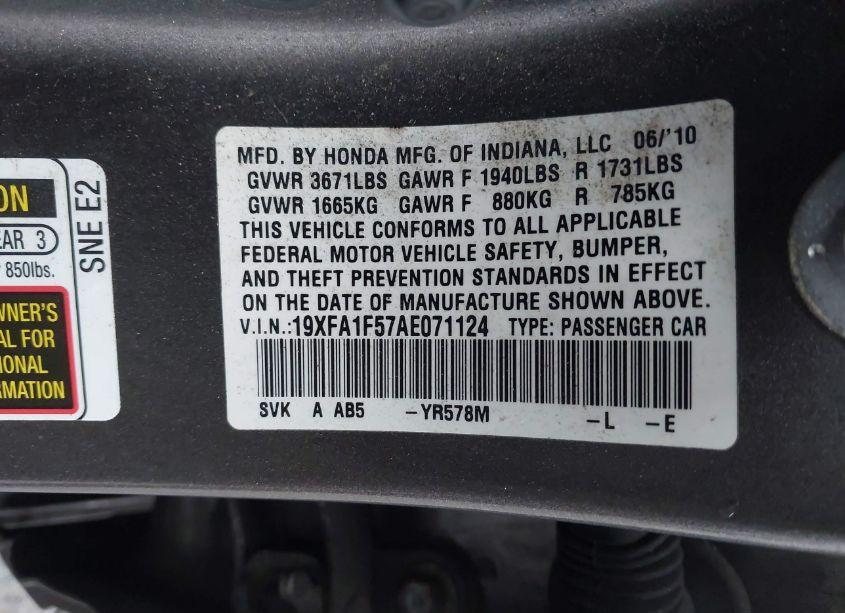 MFD. BY HONDA MFG. OF INDIANA, LLC 06/'10
GVWR 3671LBS GAWR F 1940LBS R 1731LBS
GVWR 1665KG GAWR F 880KG R 785KG
THIS VEHICLE CONFORMS TO ALL APPLICABLE
FEDERAL MOTOR VEHICLE SAFETY, BUMPER,
AND THEFT PREVENTION STANDARDS IN EFFECT
ON THE DATE OF MANUFACTURE SHOWN ABOVE.
V.I.N.:19XFA1F57AE071124 TYPE: PASSENGER CAR
SVK A AB5 -YR578M -L -E
ON
EAR 3
850lbs.
WNER'S
AL FOR
IONAL
RMATION
SNE E2